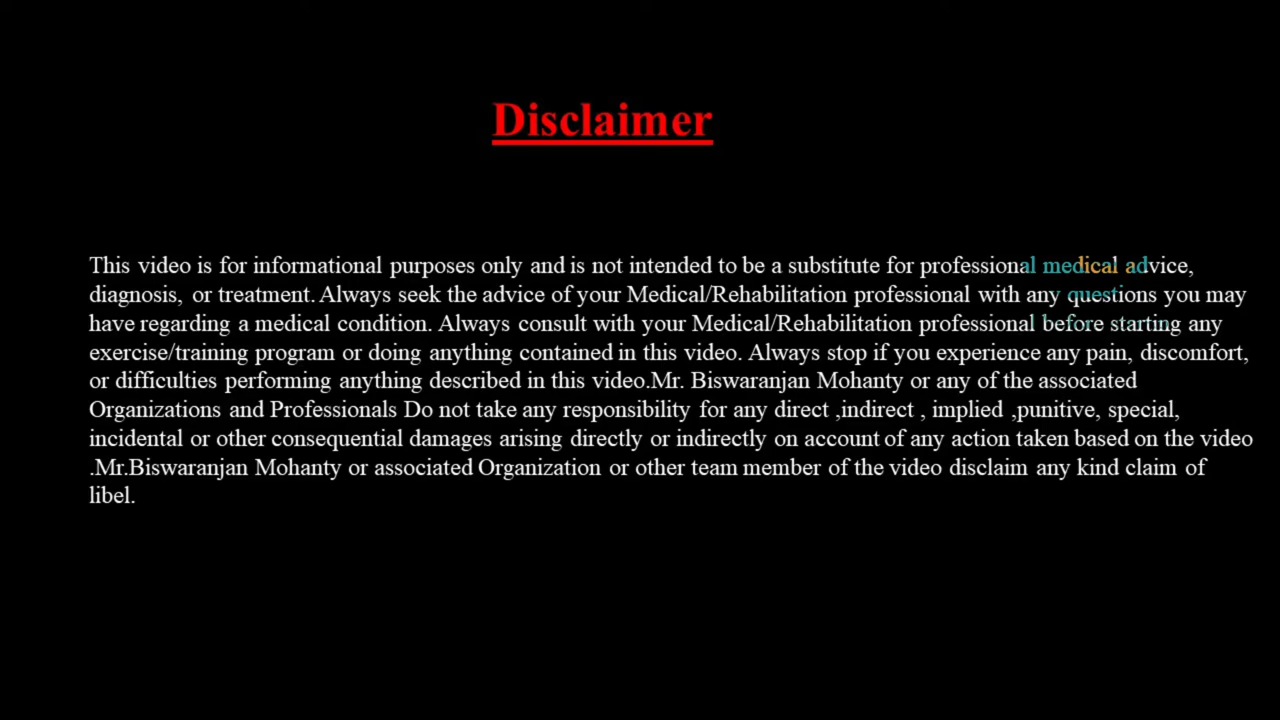 Disclaimer
This video is for informational purposes only and is not intended to be a substitute for professional medical advice,
diagnosis, or treatment. Always seek the advice of your Medical/Rehabilitation professional with any questions you may
have regarding a medical condition. Always consult with your Medical/Rehabilitation professional before starting any
exercise/training program or doing anything contained in this video. Always stop if you experience any pain, discomfort,
or difficulties performing anything described in this video.Mr. Biswaranjan Mohanty or any of the associated
Organizations and Professionals Do not take any responsibility for any direct ,indirect , implied ,punitive, special,
incidental or other consequential damages arising directly or indirectly on account of any action taken based on the video
.Mr.Biswaranjan Mohanty or associated Organization or other team member of the video disclaim any kind claim of
libel.